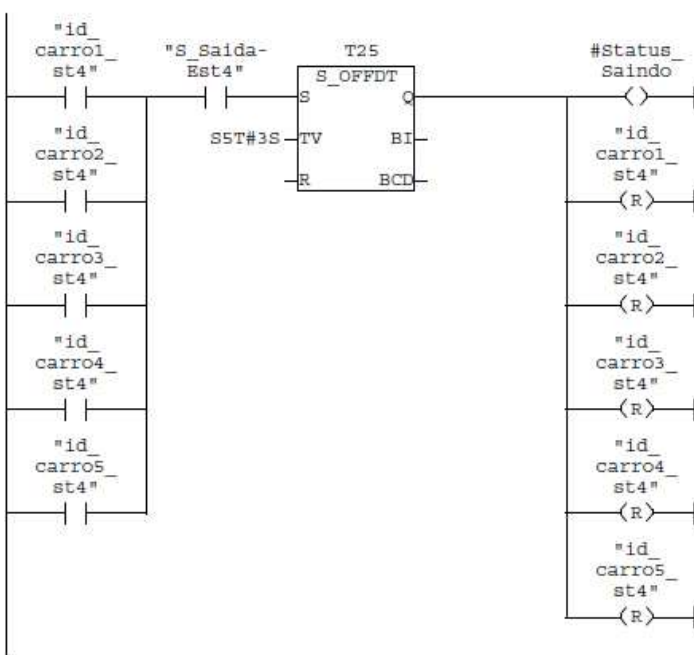 "id_
carro1_
st4"
"S_Saida-
Est4"
T25
#Status_
Saindo
S_OFFDT
S
Q
S5T#3S
TV
BI
R
BCD
"id_
carro2_
st4"
"id_
carro1_
st4"
R
"id_
carro3_
st4"
"id_
carro2_
st4"
R
"id_
carro4_
st4"
"id_
carro3_
st4"
R
"id_
carro5_
st4"
"id_
carro4_
st4"
R
"id_
carro5_
st4"
R